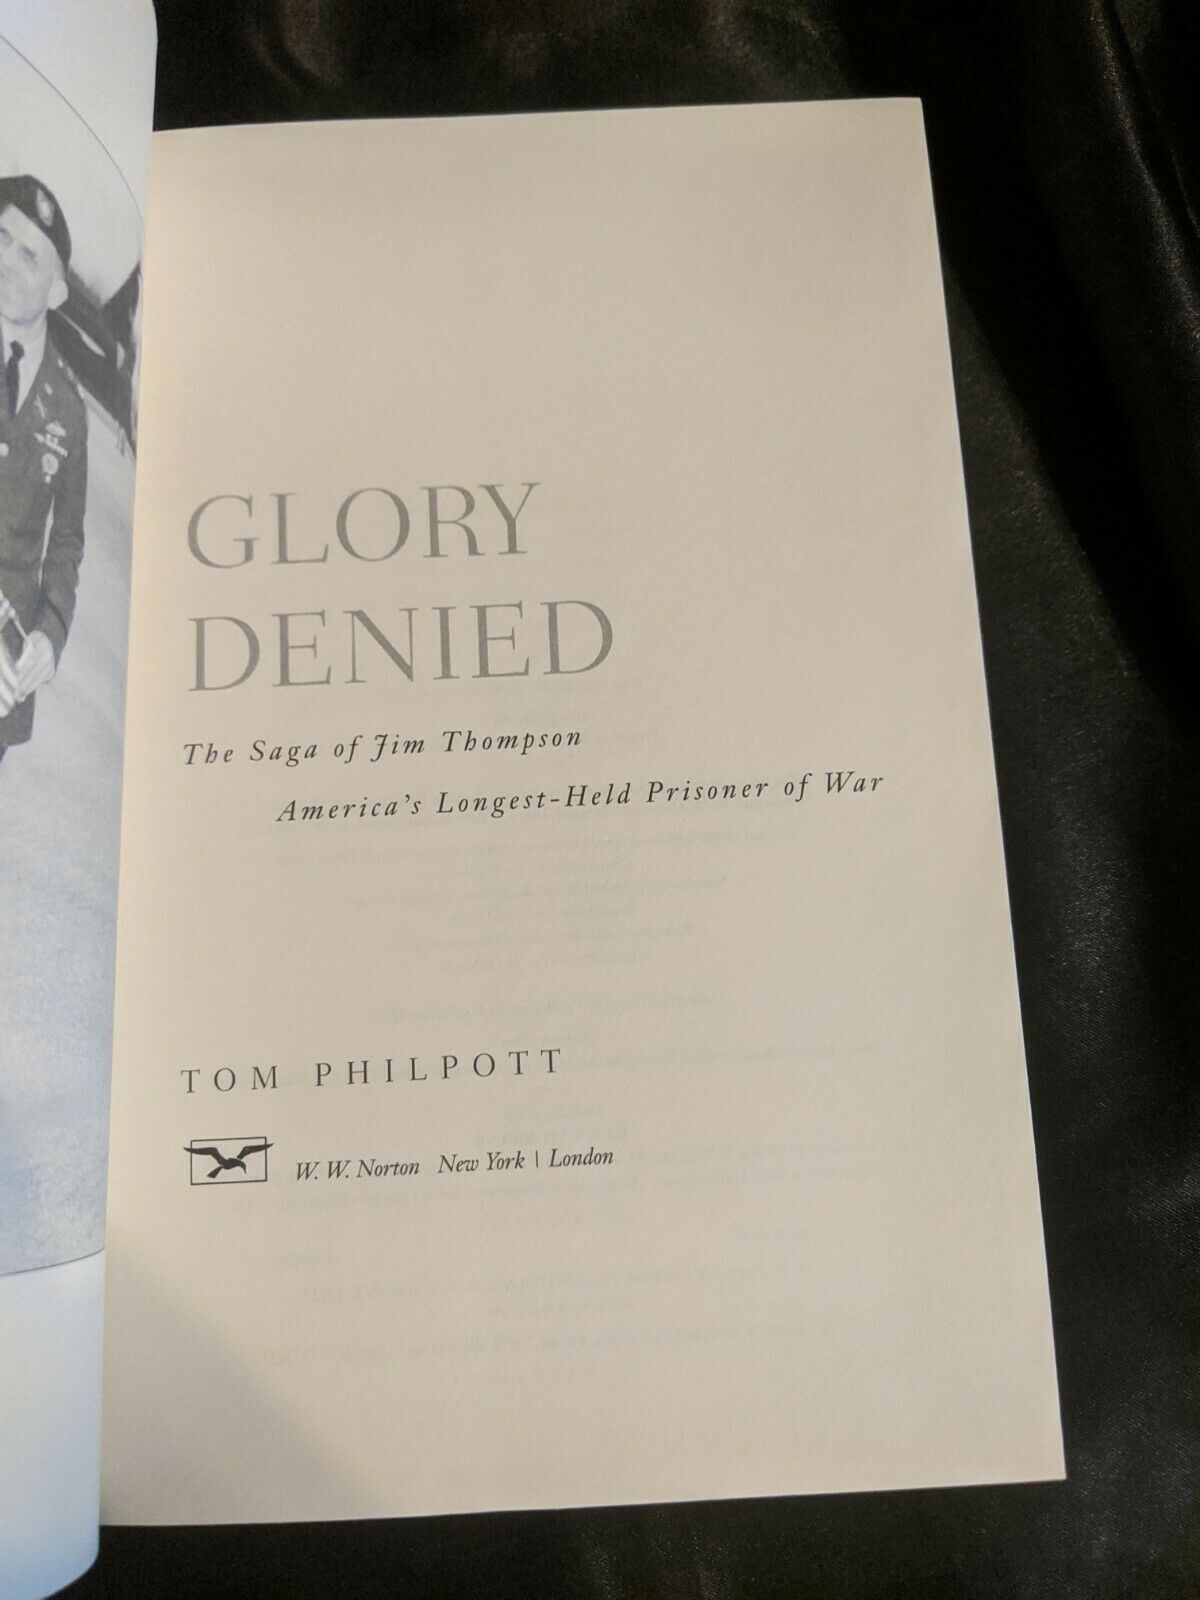 GLORY
DENIED
The Saga of Jim Thompson
America's Longest-Held Prisoner of War
TOM PHILPOTT
W. W. Norton New York | London